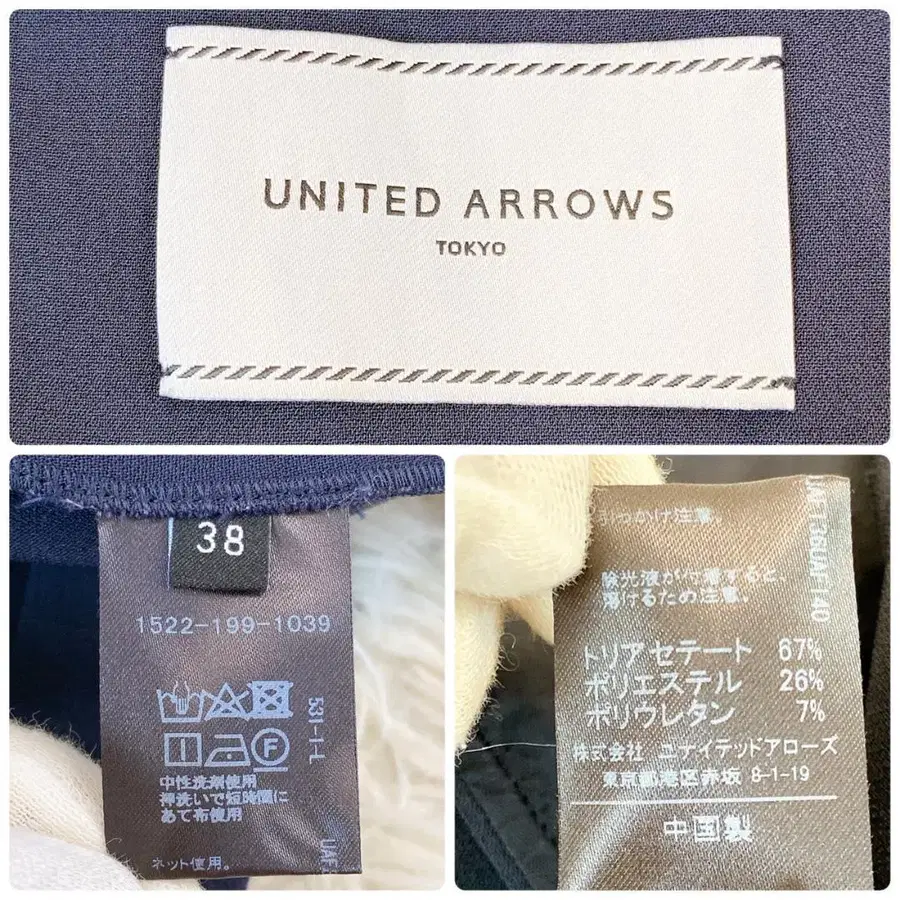 UNITED ARROWS
TOKYO
38
1522-199-1039
531-1-L
F
中性洗剤使用
押洗いで短時間に
あて布使用
ネット使用。
引っかけ注意。
除光液が付着すると、
溶けるため注意。
トリアセテート 67%
ポリエステル 26%
ポリウレタン 7%
株式会社 ユナイテッドアローズ
東京都港区赤坂 8-1-19
中国製